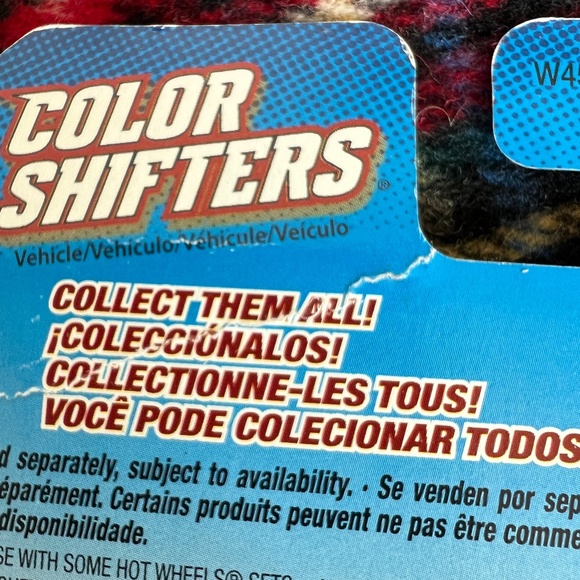 COLOR
SHIFTERS®
Vehicle/Vehículo/Véhicule/Veículo
W45
COLLECT THEM ALL!
¡COLECCIÓNALOS!
COLLECTIONNE-LES TOUS!
VOCÊ PODE COLECIONAR TODOS
d separately, subject to availability. · Se venden por sep
éparément. Certains produits peuvent ne pas être comme
disponibilidade.
SE WITH SOME HOT WHEELS® SETS